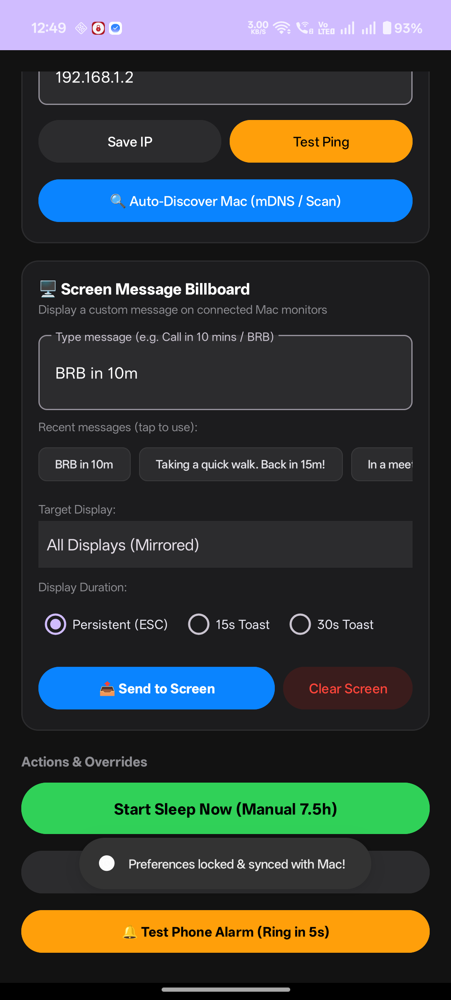 12:49
3.00
KB/S
2
Vo
LTE
93%
192.168.1.2
Save IP
Test Ping
🔍 Auto-Discover Mac (mDNS / Scan)
🖥️ Screen Message Billboard
Display a custom message on connected Mac monitors
Type message (e.g. Call in 10 mins / BRB)
BRB in 10m
Recent messages (tap to use):
BRB in 10m
Taking a quick walk. Back in 15m!
In a
Target Display:
All Displays (Mirrored)
Display Duration:
Persistent (ESC)
15s Toast
30s Toast
📤 Send to Screen
Clear Screen
Actions & Overrides
Start Sleep Now (Manual 7.5h)
Preferences locked & synced with Mac!
🔔 Test Phone Alarm (Ring in 5s)